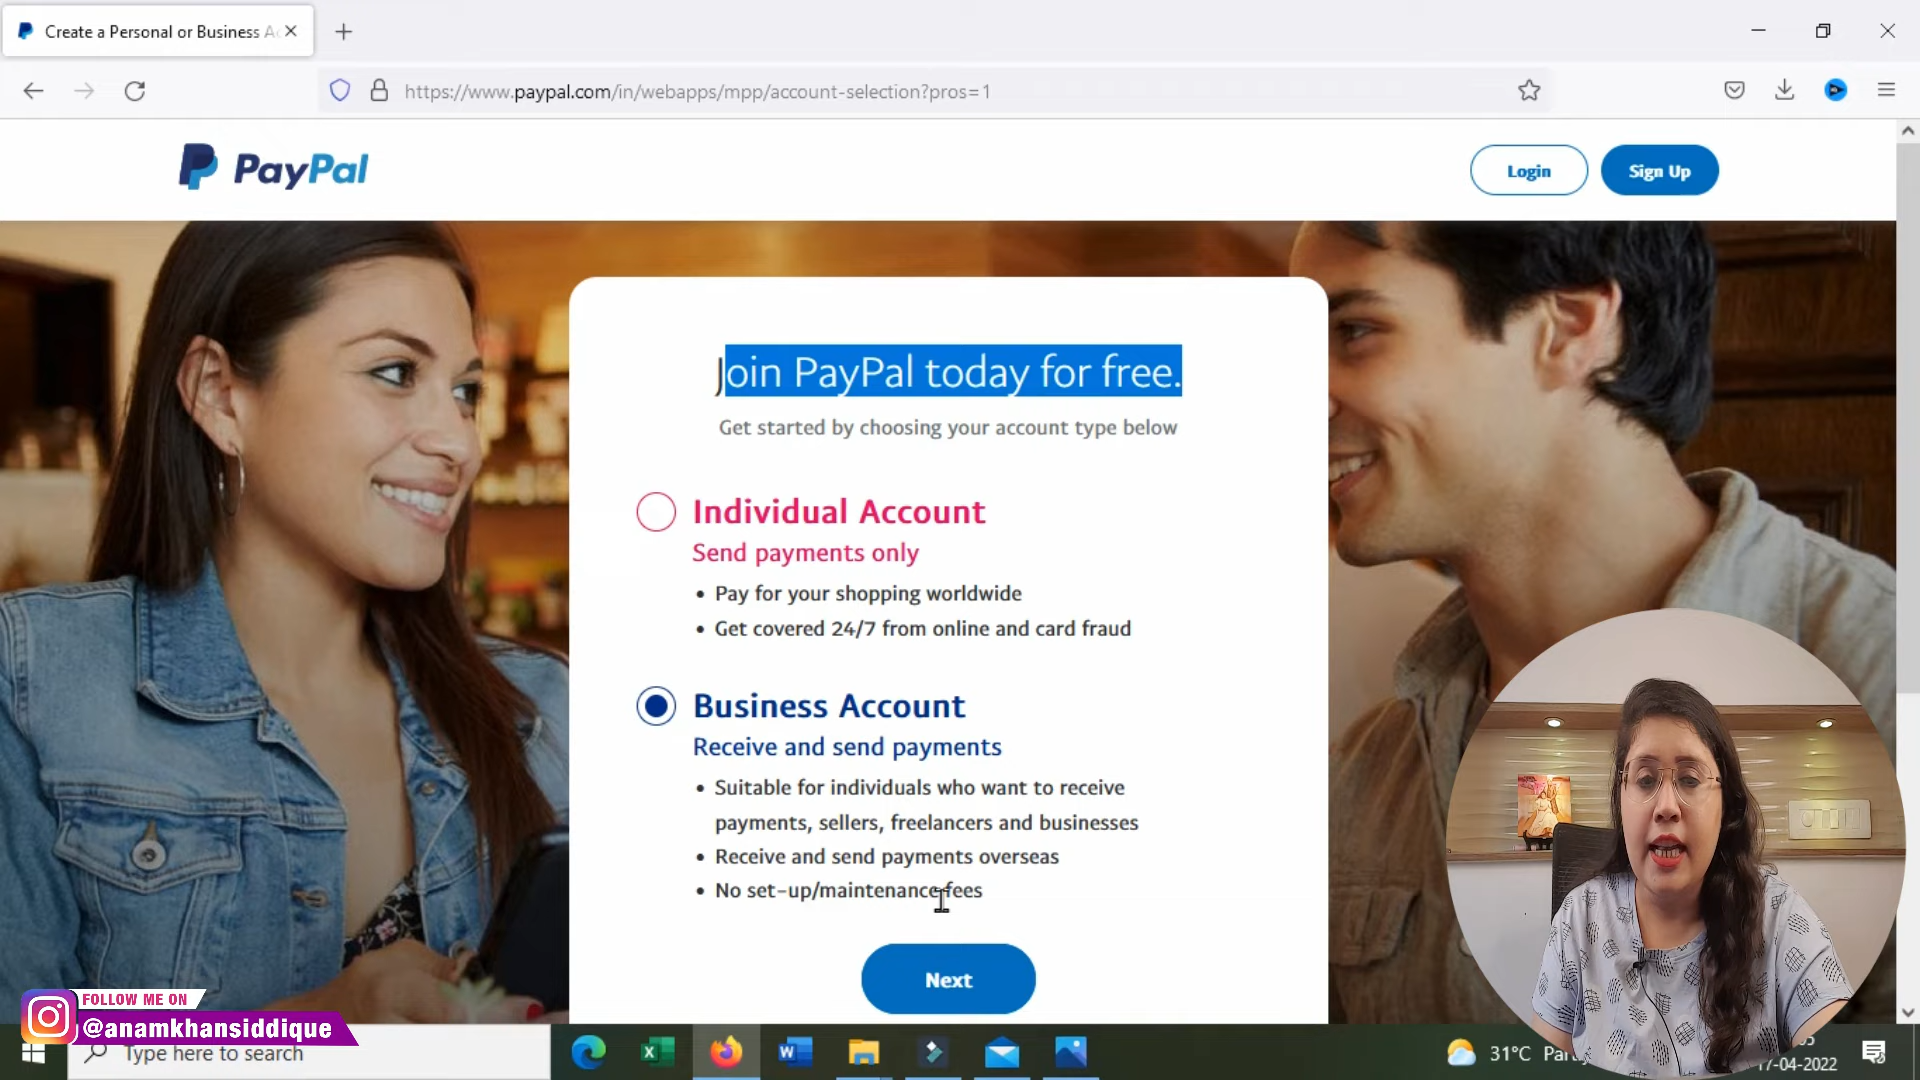 Create a Personal or Business A
https://www.paypal.com/in/webapps/mpp/account-selection?pros=1
PayPal
Login
Sign Up
Join PayPal today for free.
Get started by choosing your account type below
Individual Account
Send payments only
• Pay for your shopping worldwide
• Get covered 24/7 from online and card fraud
Business Account
Receive and send payments
• Suitable for individuals who want to receive
payments, sellers, freelancers and businesses
• Receive and send payments overseas
• No set-up/maintenance fees
Next
FOLLOW ME ON
@anamkhansiddique
Type here to search
31°C
17-04-2022